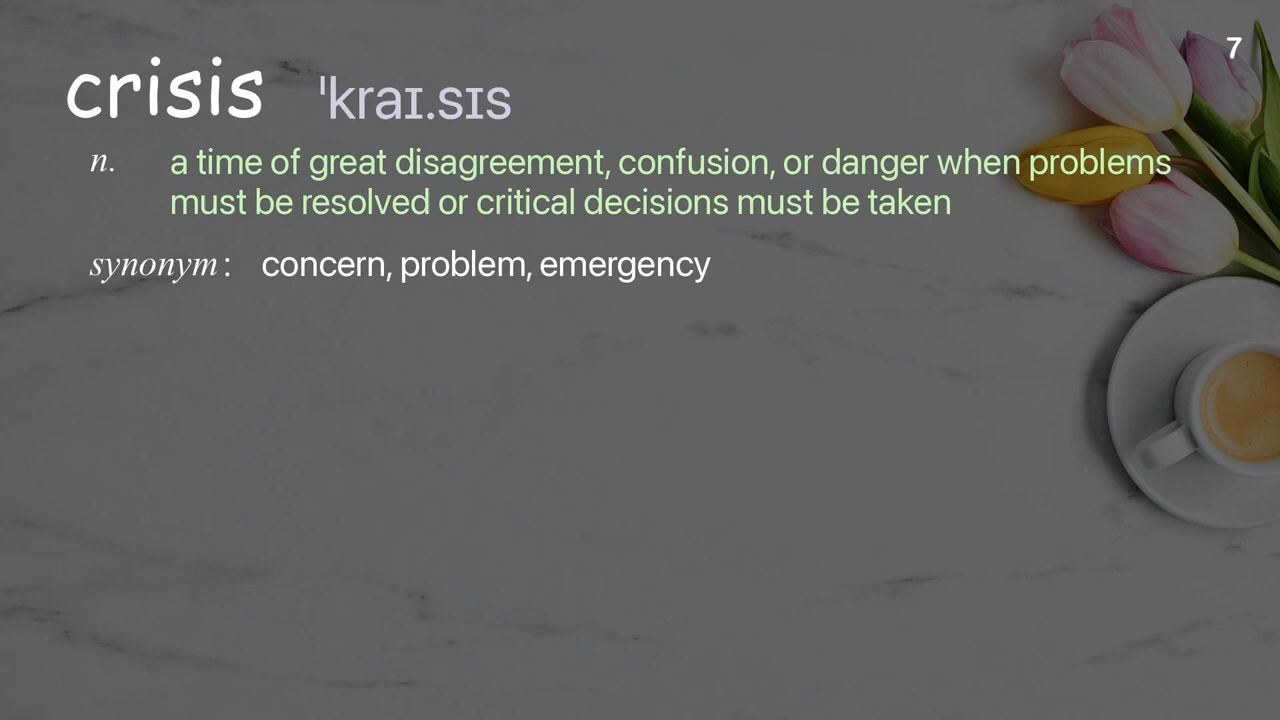 7
crisis ˈkraɪ.sɪs
n. a time of great disagreement, confusion, or danger when problems
must be resolved or critical decisions must be taken
synonym : concern, problem, emergency